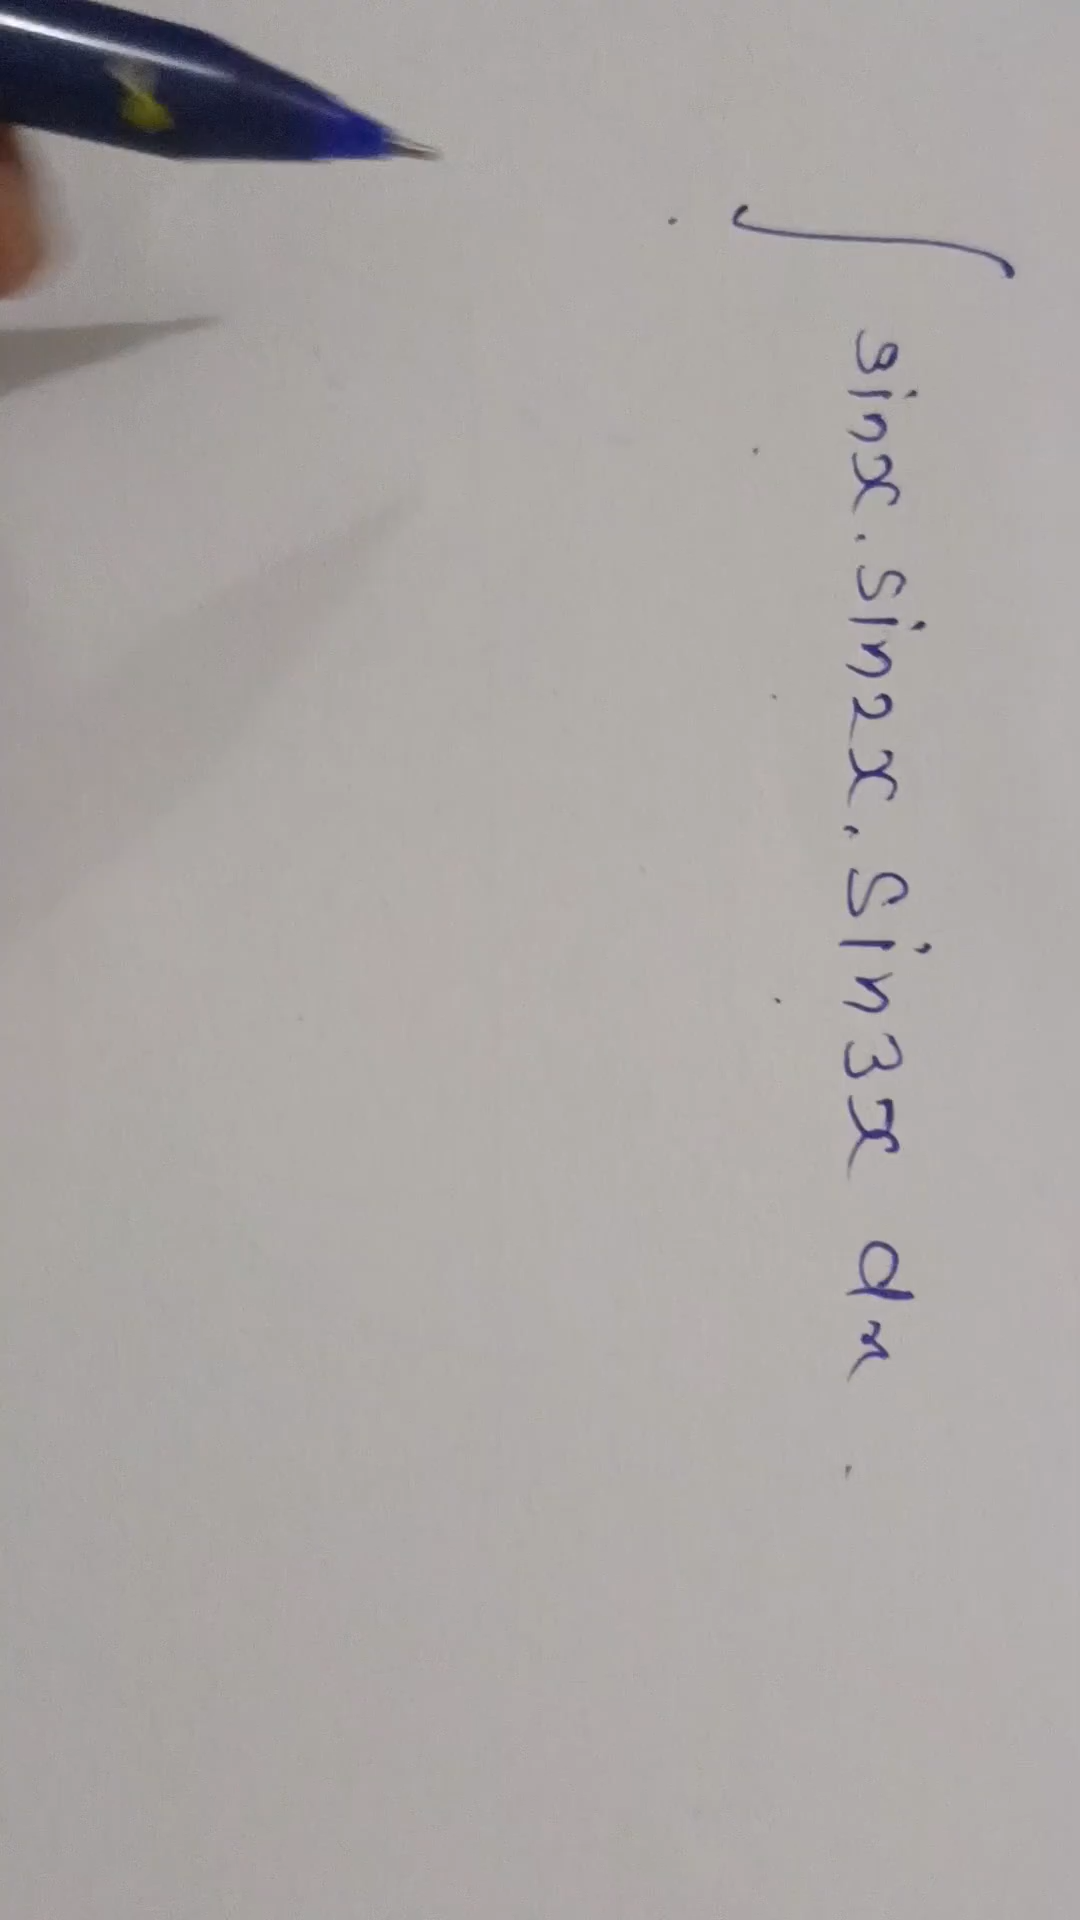 ∫ sinx . sin2x . sin3x dx .